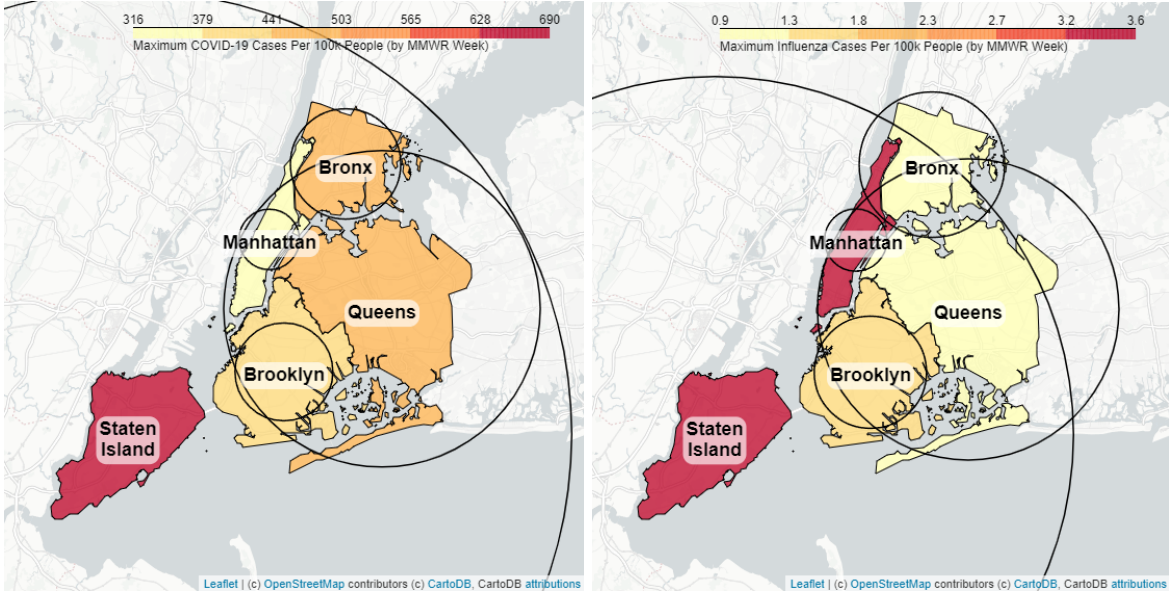 316 379 441 503 565 628 690
Maximum COVID-19 Cases Per 100k People (by MMWR Week)
Bronx
Manhattan
Queens
Brooklyn
Staten
Island
Leaflet | (c) OpenStreetMap contributors (c) CartoDB, CartoDB attributions
0.9 1.3 1.8 2.3 2.7 3.2 3.6
Maximum Influenza Cases Per 100k People (by MMWR Week)
Bronx
Manhattan
Queens
Brooklyn
Staten
Island
Leaflet | (c) OpenStreetMap contributors (c) CartoDB, CartoDB attributions